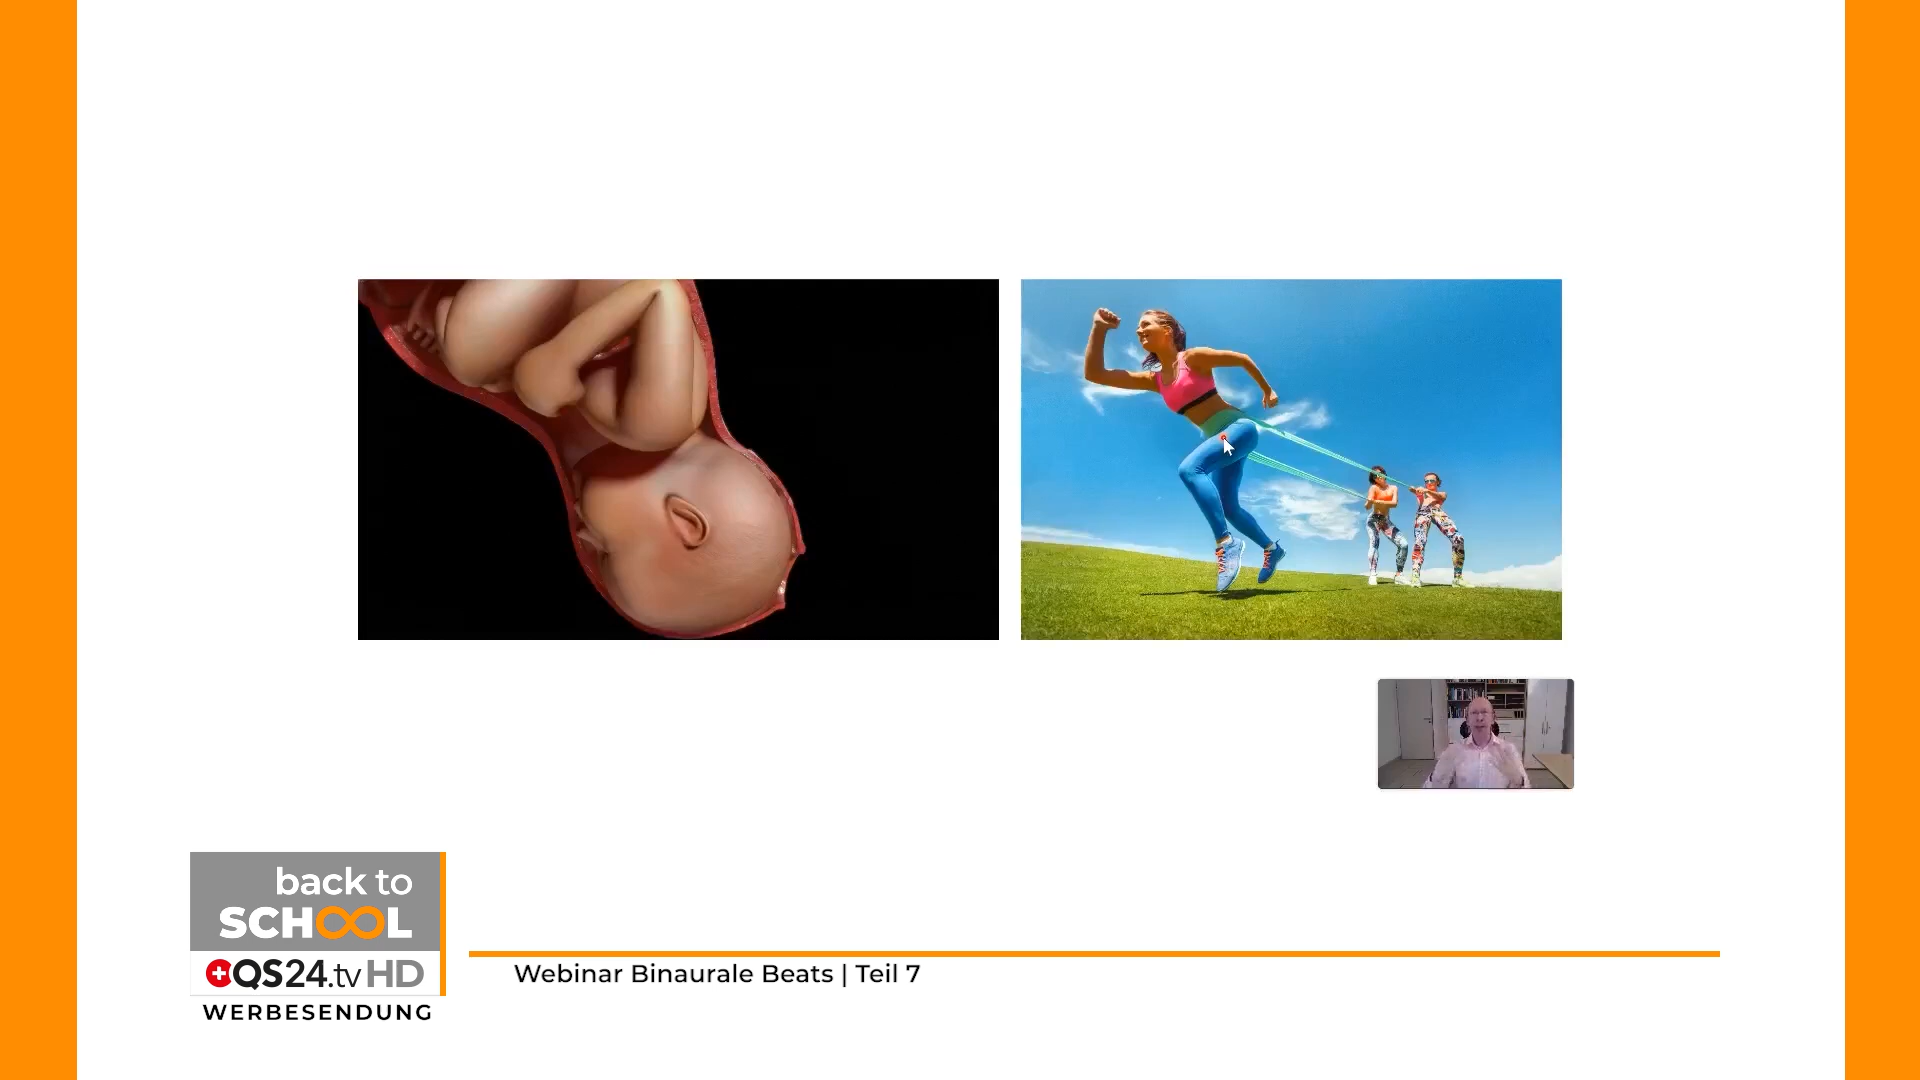 back to
SCHOOL
QS24.tv HD
WERBESENDUNG
Webinar Binaurale Beats | Teil 7